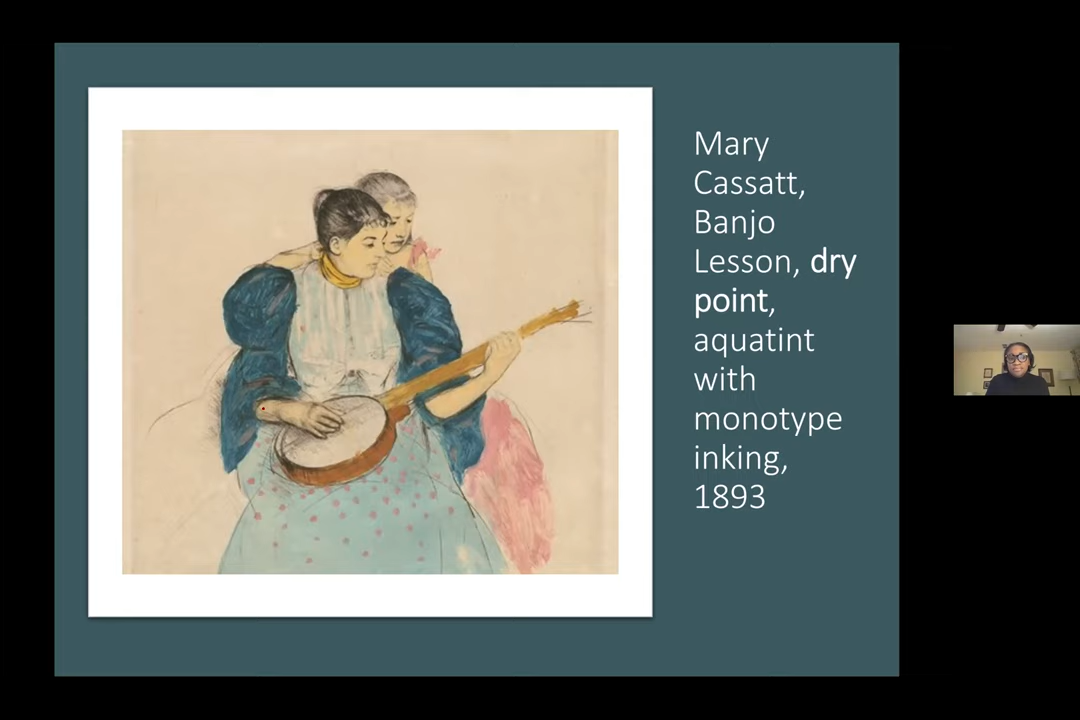 Mary
Cassatt,
Banjo
Lesson, dry
point,
aquatint
with
monotype
inking,
1893